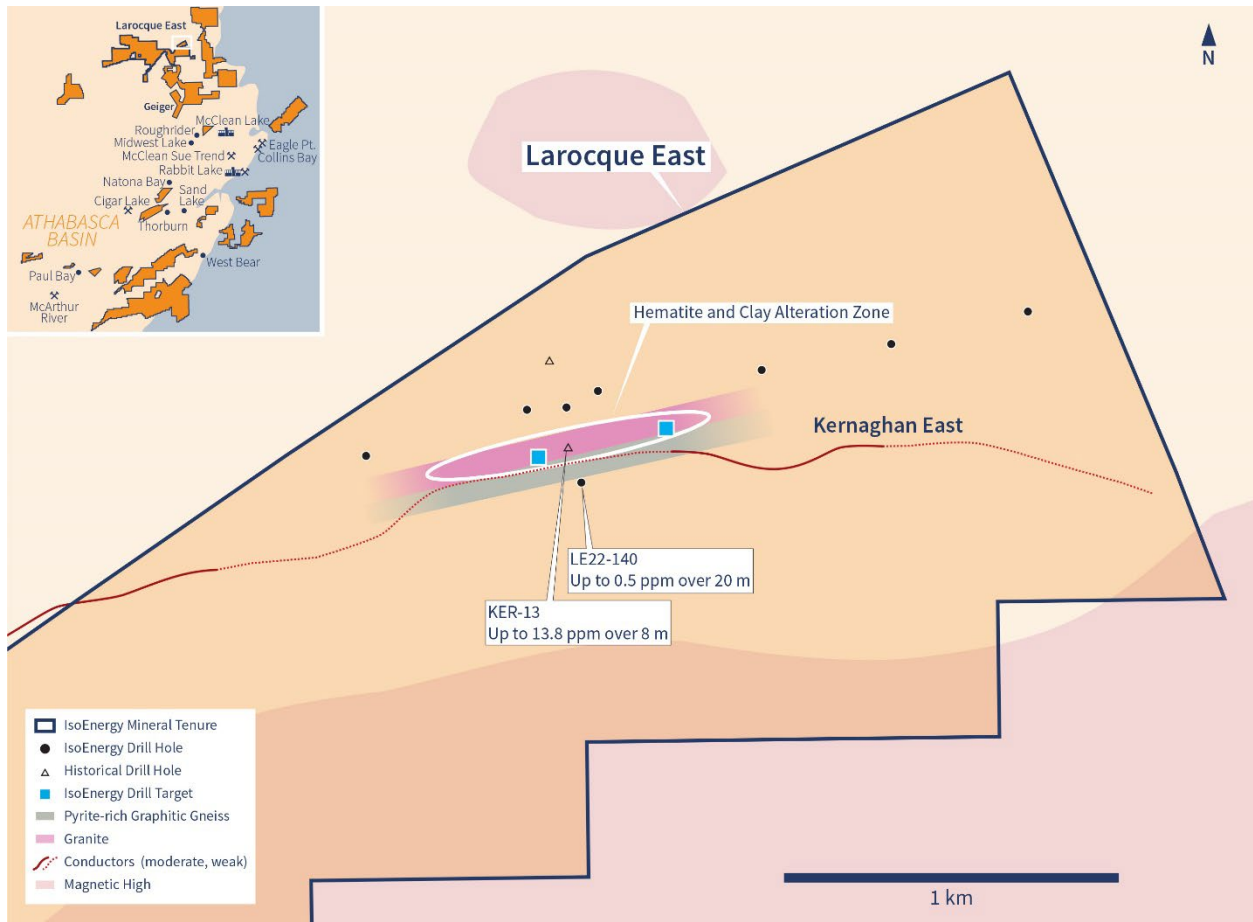 Larocque East
Geiger
McClean Lake
Roughrider
Midwest Lake
Eagle Pt.
Collins Bay
McClean Sue Trend
Rabbit Lake
Natona Bay
Sand
Lake
Cigar Lake
Thorburn
ATHABASCA
BASIN
West Bear
Paul Bay
McArthur
River
N
Larocque East
Hematite and Clay Alteration Zone
Kernaghan East
LE22-140
Up to 0.5 ppm over 20 m
KER-13
Up to 13.8 ppm over 8 m
IsoEnergy Mineral Tenure
IsoEnergy Drill Hole
Historical Drill Hole
IsoEnergy Drill Target
Pyrite-rich Graphitic Gneiss
Granite
Conductors (moderate, weak)
Magnetic High
1 km